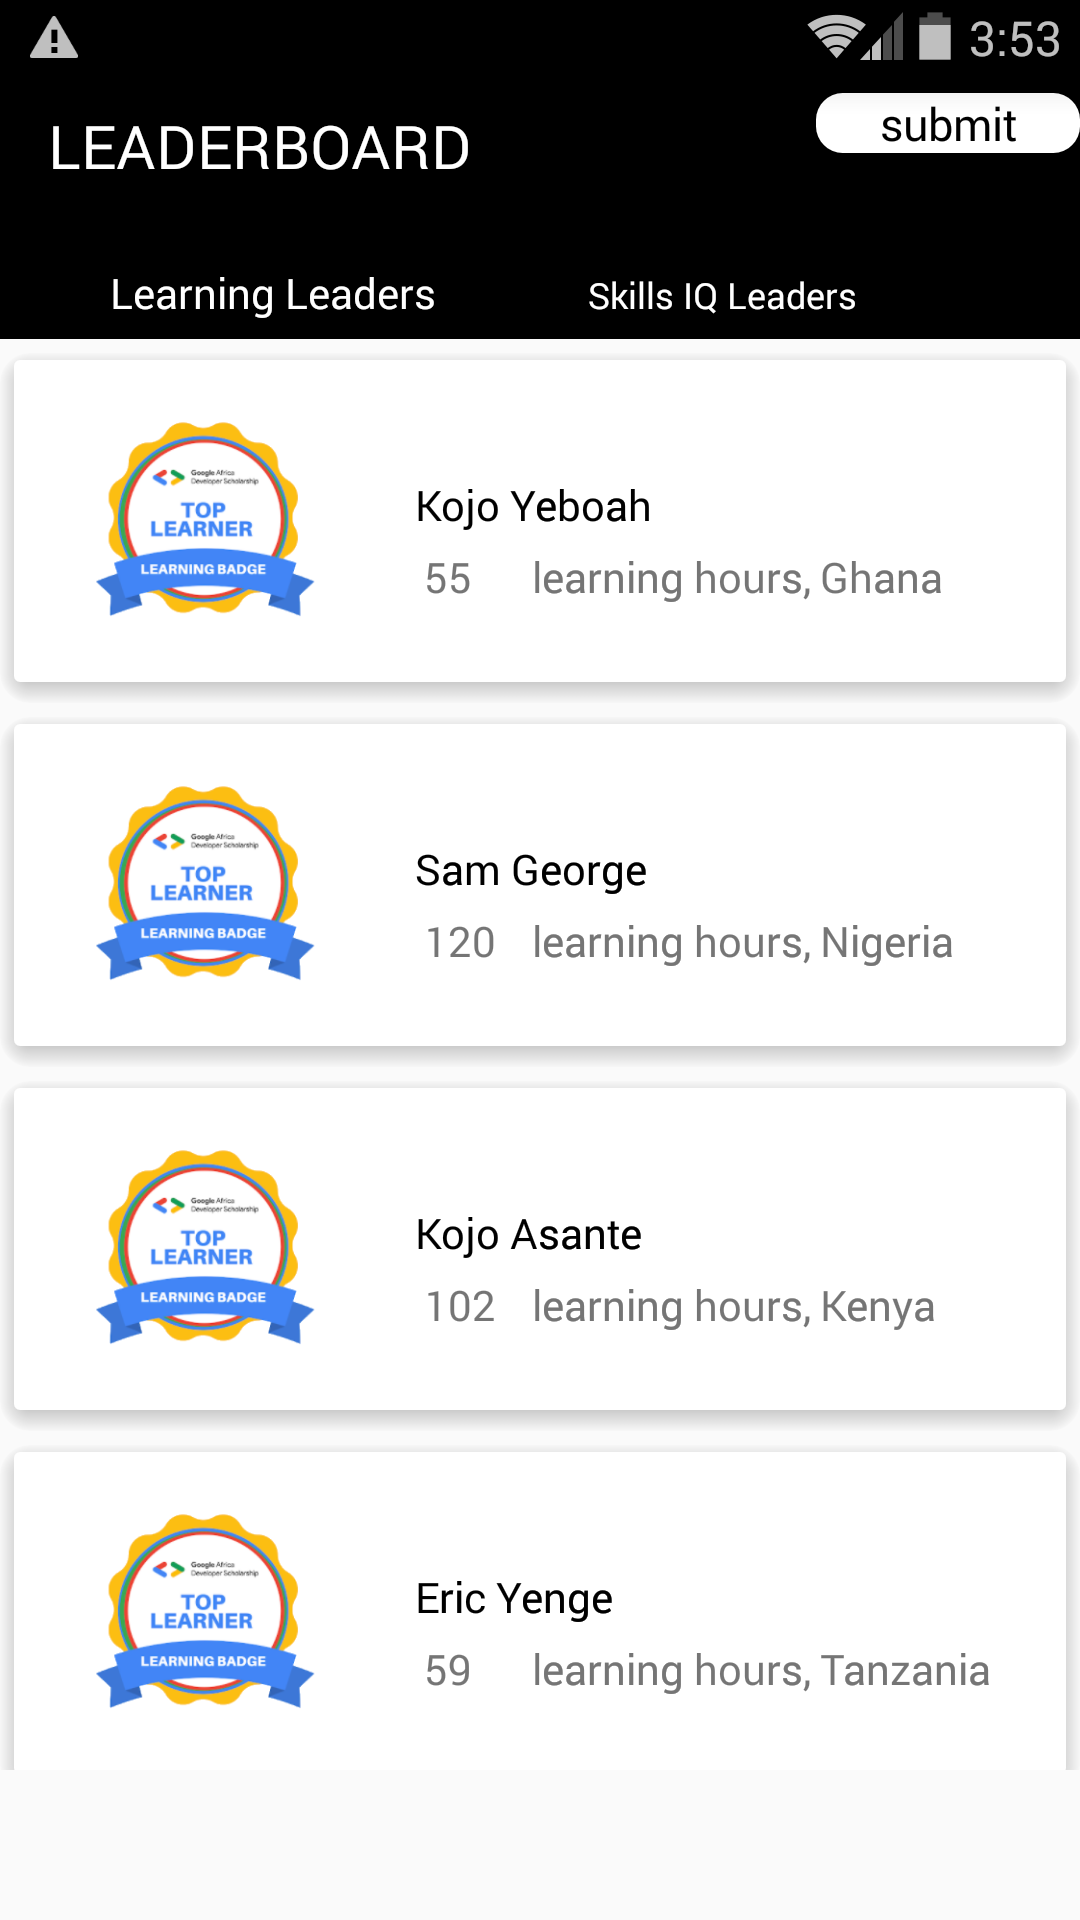 3:53
LEADERBOARD
submit
Learning Leaders
Skills IQ Leaders
Google Africa
Developer Scholarship
TOP
LEARNER
LEARNING BADGE
Kojo Yeboah
55 learning hours, Ghana
Google Africa
Developer Scholarship
TOP
LEARNER
LEARNING BADGE
Sam George
120 learning hours, Nigeria
Google Africa
Developer Scholarship
TOP
LEARNER
LEARNING BADGE
Kojo Asante
102 learning hours, Kenya
Google Africa
Developer Scholarship
TOP
LEARNER
LEARNING BADGE
Eric Yenge
59 learning hours, Tanzania